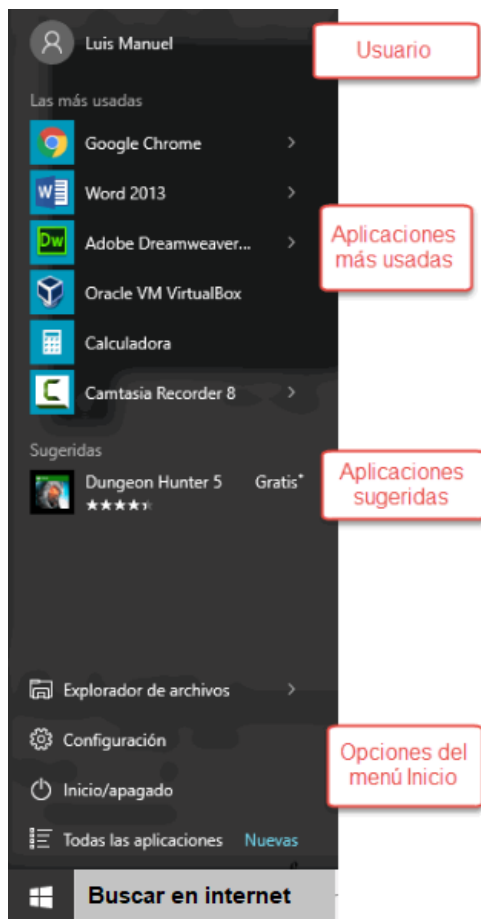 Luis Manuel
Usuario
Las más usadas
Google Chrome
Word 2013
Adobe Dreamweaver...
Aplicaciones
más usadas
Oracle VM VirtualBox
Calculadora
Camtasia Recorder 8
Sugeridas
Dungeon Hunter 5 Gratis*
Aplicaciones
sugeridas
Explorador de archivos
Configuración
Opciones del
menú Inicio
Inicio/apagado
Todas las aplicaciones Nuevas
Buscar en internet